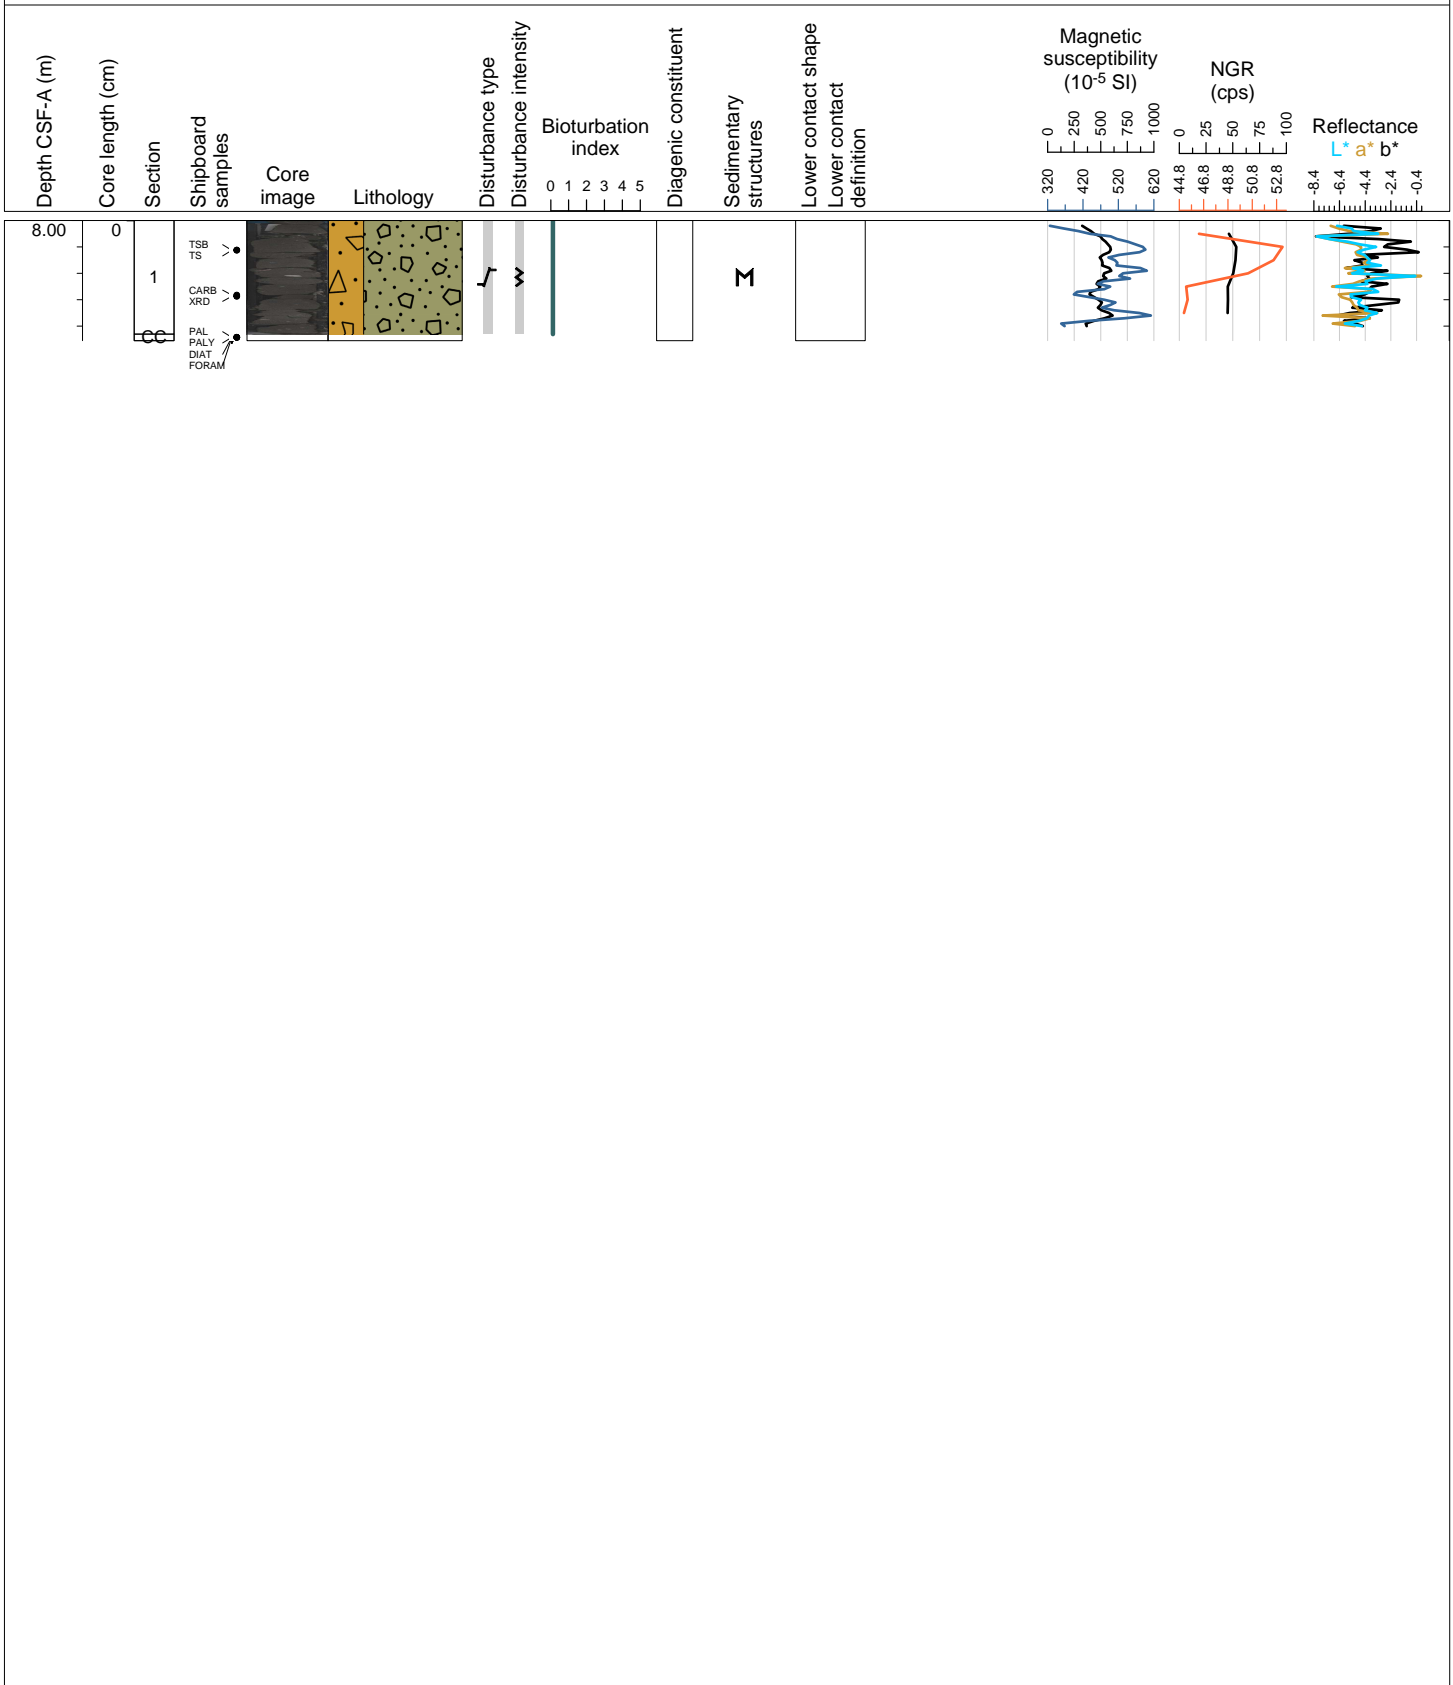 Depth CSF-A (m)
Core length (cm)
Section
Shipboard
samples
Core
image
Lithology
Disturbance type
Disturbance intensity
Bioturbation
index
0 1 2 3 4 5
Diagenic constituent
Sedimentary
structures
Lower contact shape
Lower contact
definition
Magnetic
susceptibility
(10-5 SI)
0 250 500 750 1000
320 420 520 620
NGR
(cps)
0 25 50 75 100
44.8 46.8 48.8 50.8 52.8
Reflectance
L* a* b*
-8.4 -6.4 -4.4 -2.4 -0.4
8.00 0
1
CC
TSB
TS
CARB
XRD
PAL
PALY
DIAT
FORAM
M